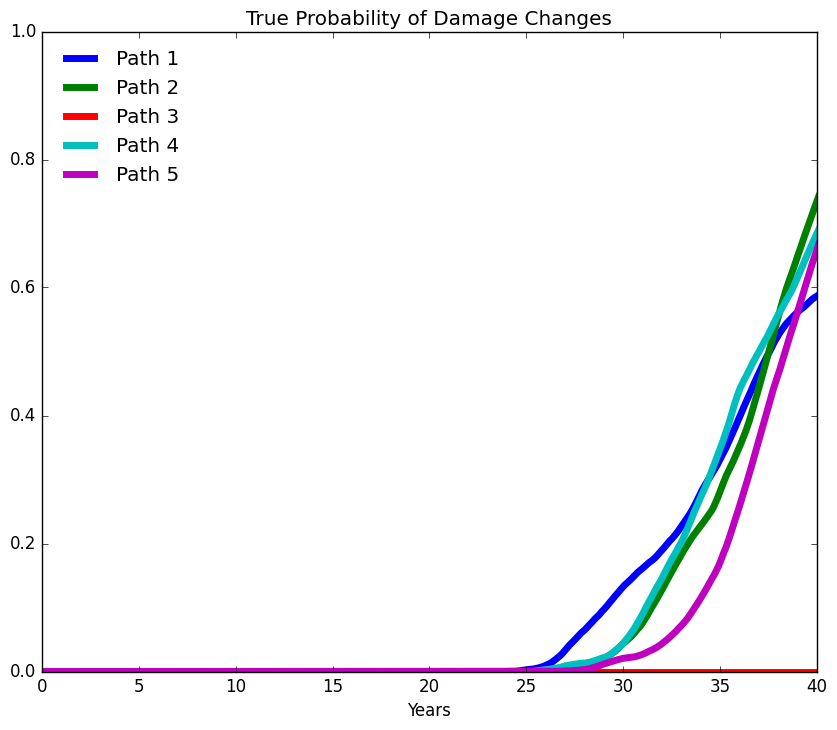 True Probability of Damage Changes
1.0
Path 1
Path 2
Path 3
Path 4
Path 5
0.8
0.6
0.4
0.2
0.0
0 5 10 15 20 25 30 35 40
Years